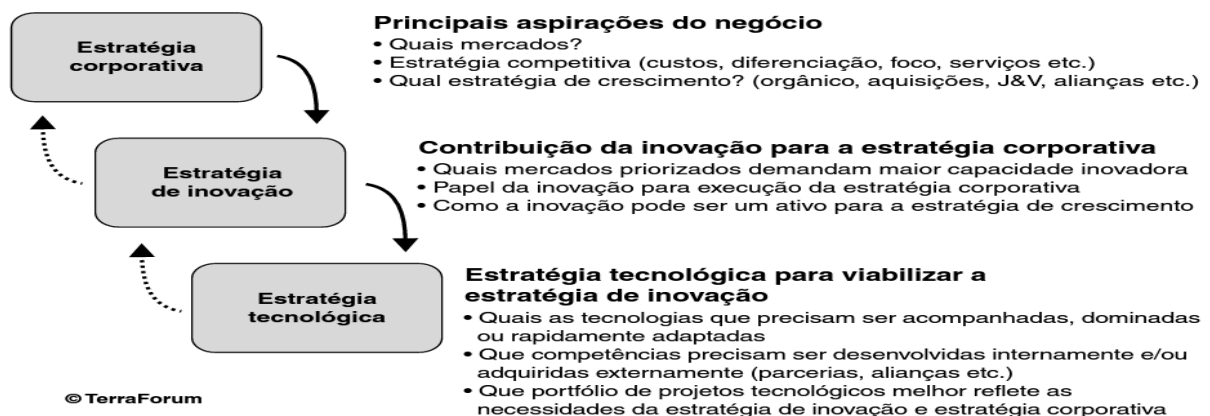 Estratégia
corporativa
Principais aspirações do negócio
• Quais mercados?
• Estratégia competitiva (custos, diferenciação, foco, serviços etc.)
• Qual estratégia de crescimento? (orgânico, aquisições, J&V, alianças etc.)
Estratégia
de inovação
Contribuição da inovação para a estratégia corporativa
• Quais mercados priorizados demandam maior capacidade inovadora
• Papel da inovação para execução da estratégia corporativa
• Como a inovação pode ser um ativo para a estratégia de crescimento
Estratégia
tecnológica
Estratégia tecnológica para viabilizar a
estratégia de inovação
• Quais as tecnologias que precisam ser acompanhadas, dominadas
ou rapidamente adaptadas
• Que competências precisam ser desenvolvidas internamente e/ou
adquiridas externamente (parcerias, alianças etc.)
• Que portfólio de projetos tecnológicos melhor reflete as
necessidades da estratégia de inovação e estratégia corporativa
© TerraForum